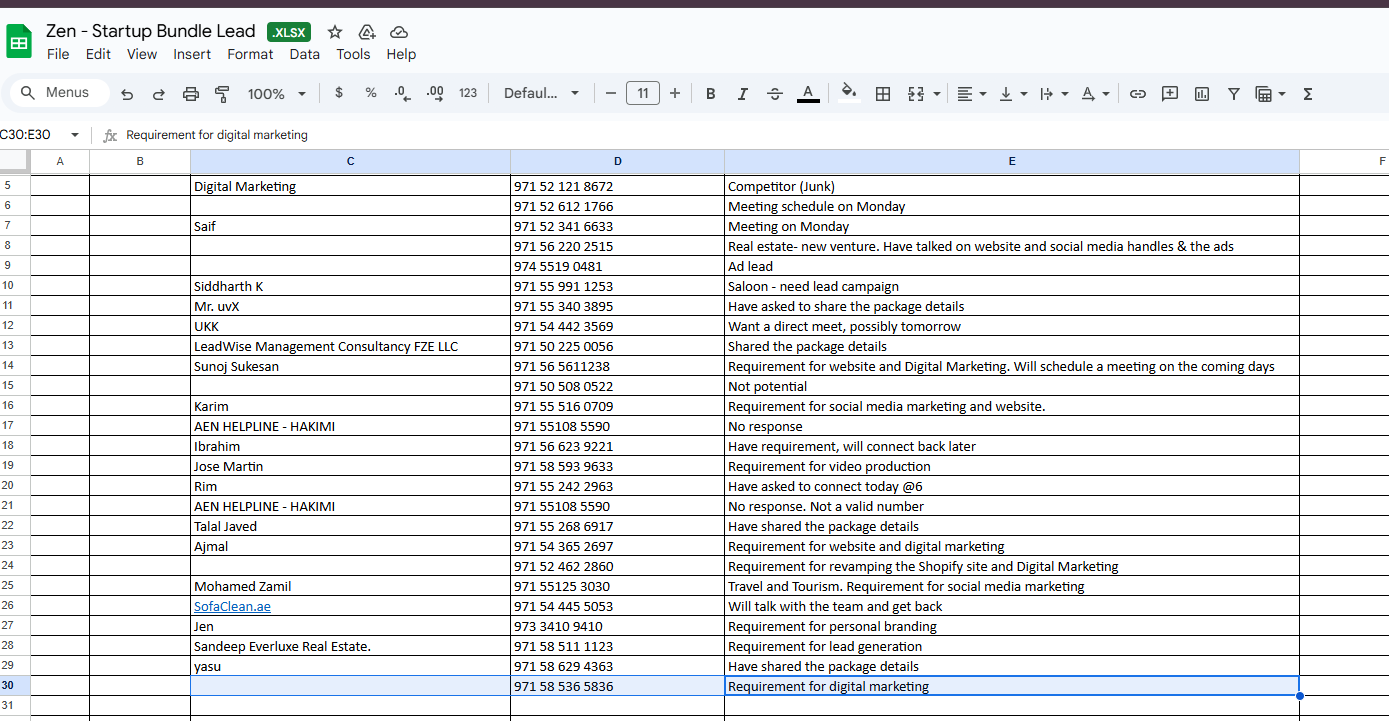 Zen - Startup Bundle Lead .XLSX
File Edit View Insert Format Data Tools Help
Menus 100% $ % .0 .00 123 Defaul... 11 B I S A A Σ
C30:E30 fx Requirement for digital marketing
A B C D E F
5 Digital Marketing 971 52 121 8672 Competitor (Junk)
6 971 52 612 1766 Meeting schedule on Monday
7 Saif 971 52 341 6633 Meeting on Monday
8 971 56 220 2515 Real estate- new venture. Have talked on website and social media handles & the ads
9 974 5519 0481 Ad lead
10 Siddharth K 971 55 991 1253 Saloon - need lead campaign
11 Mr. uvX 971 55 340 3895 Have asked to share the package details
12 UKK 971 54 442 3569 Want a direct meet, possibly tomorrow
13 LeadWise Management Consultancy FZE LLC 971 50 225 0056 Shared the package details
14 Sunoj Sukesan 971 56 5611238 Requirement for website and Digital Marketing. Will schedule a meeting on the coming days
15 971 50 508 0522 Not potential
16 Karim 971 55 516 0709 Requirement for social media marketing and website.
17 AEN HELPLINE - HAKIMI 971 55108 5590 No response
18 Ibrahim 971 56 623 9221 Have requirement, will connect back later
19 Jose Martin 971 58 593 9633 Requirement for video production
20 Rim 971 55 242 2963 Have asked to connect today @6
21 AEN HELPLINE - HAKIMI 971 55108 5590 No response. Not a valid number
22 Talal Javed 971 55 268 6917 Have shared the package details
23 Ajmal 971 54 365 2697 Requirement for website and digital marketing
24 971 52 462 2860 Requirement for revamping the Shopify site and Digital Marketing
25 Mohamed Zamil 971 55125 3030 Travel and Tourism. Requirement for social media marketing
26 SofaClean.ae 971 54 445 5053 Will talk with the team and get back
27 Jen 973 3410 9410 Requirement for personal branding
28 Sandeep Everluxe Real Estate. 971 58 511 1123 Requirement for lead generation
29 yasu 971 58 629 4363 Have shared the package details
30 971 58 536 5836 Requirement for digital marketing
31